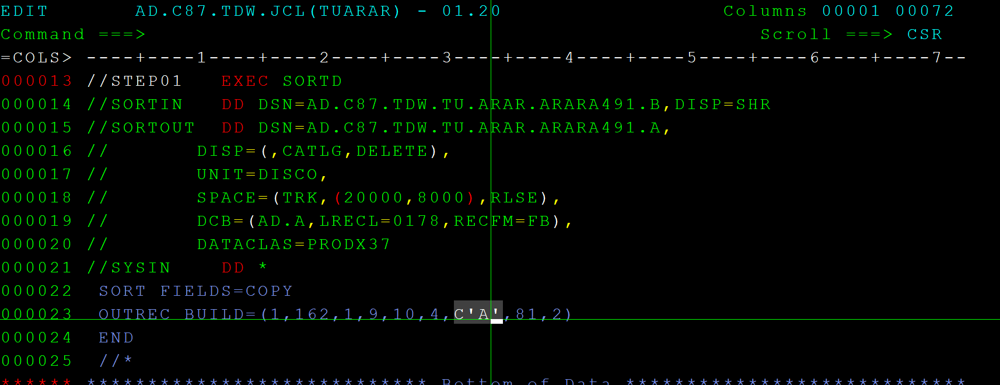 EDIT       AD.C87.TDW.JCL(TUARAR) - 01.20                  Columns 00001 00072
Command ===>                                                  Scroll ===> CSR
=COLS> ----+----1----+----2----+----3----+----4----+----5----+----6----+----7--
000013 //STEP01   EXEC SORTD
000014 //SORTIN   DD DSN=AD.C87.TDW.TU.ARAR.ARARA491.B,DISP=SHR
000015 //SORTOUT  DD DSN=AD.C87.TDW.TU.ARAR.ARARA491.A,
000016 //       DISP=(,CATLG,DELETE),
000017 //       UNIT=DISCO,
000018 //       SPACE=(TRK,(20000,8000),RLSE),
000019 //       DCB=(AD.A,LRECL=0178,RECFM=FB),
000020 //       DATACLAS=PRODX37
000021 //SYSIN    DD *
000022  SORT FIELDS=COPY
000023  OUTREC BUILD=(1,162,1,9,10,4,C'A',81,2)
000024  END
000025  //*
****** **************************** Bottom of Data ****************************